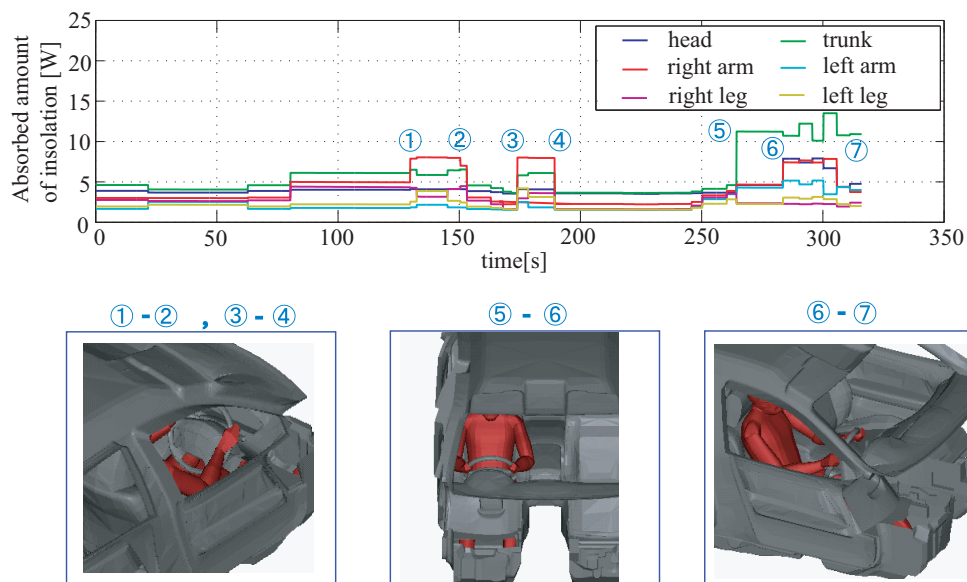 25
20
15
10
5
0
Absorbed amount
of insolation [W]
head
trunk
right arm
left arm
right leg
left leg
① ② ③ ④ ⑤ ⑥ ⑦
0 50 100 150 200 250 300 350
time[s]
① - ② , ③ - ④
⑤ - ⑥
⑥ - ⑦